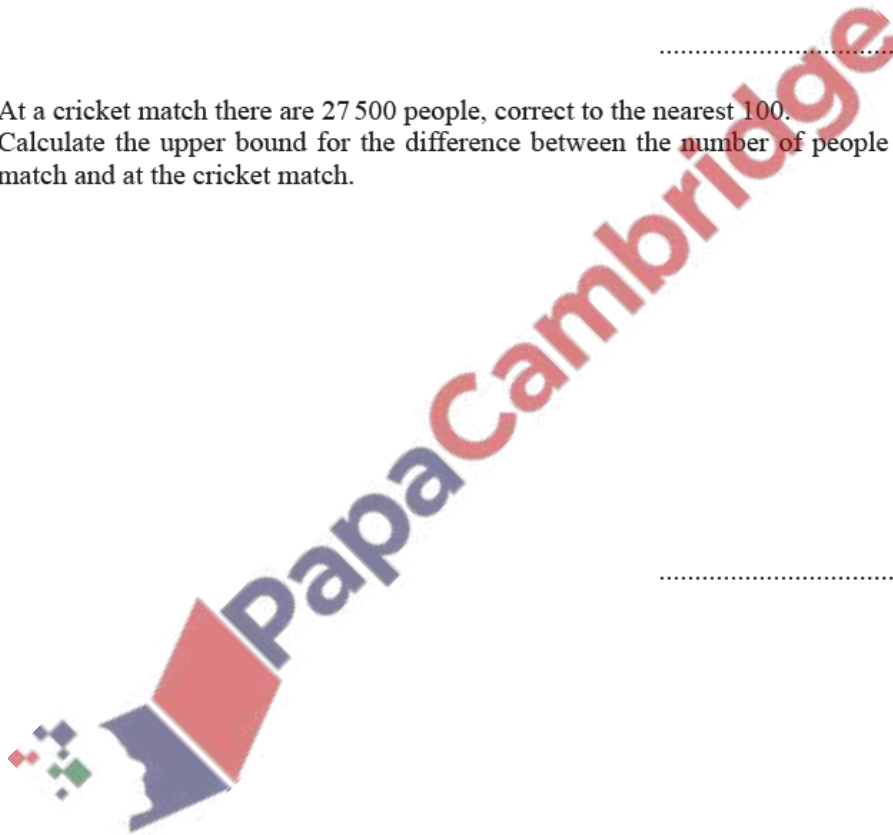 At a cricket match there are 27 500 people, correct to the nearest 100.
Calculate the upper bound for the difference between the number of people
match and at the cricket match.
PapaCambridge